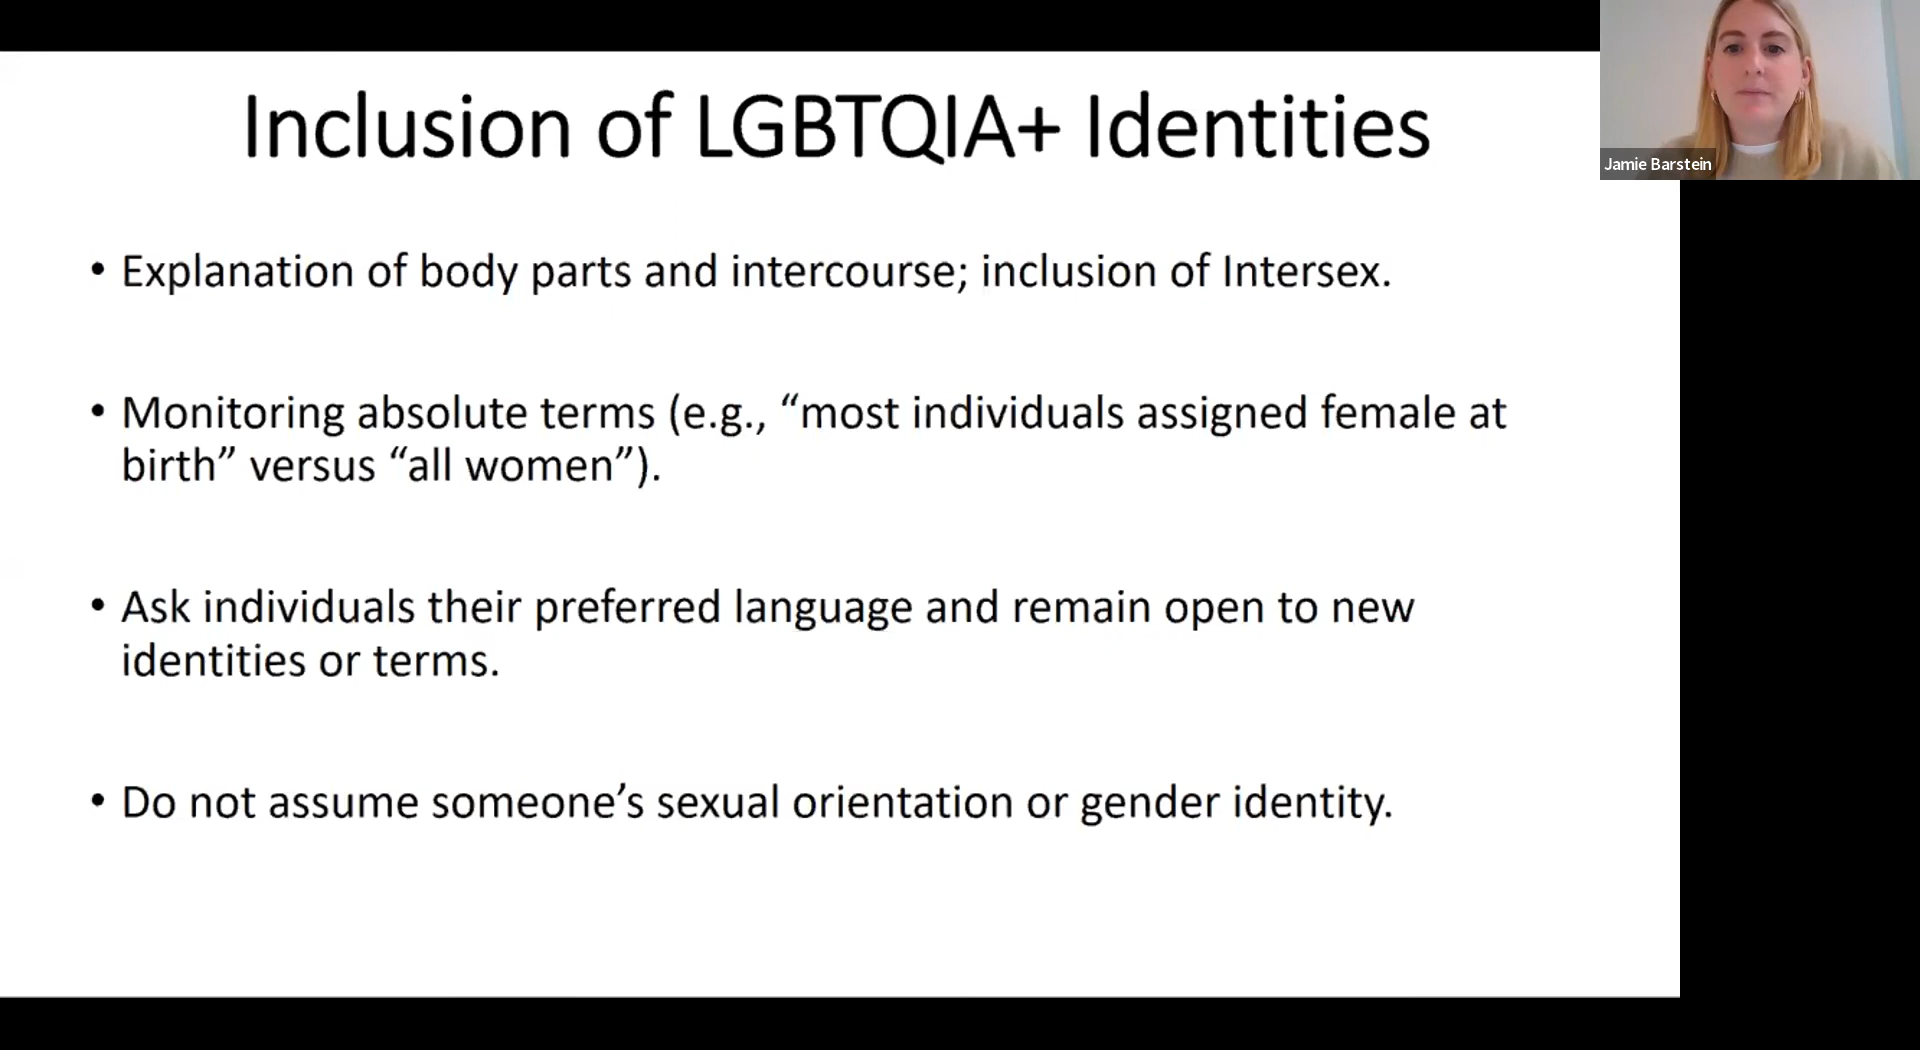 Inclusion of LGBTQIA+ Identities
Jamie Barstein
• Explanation of body parts and intercourse; inclusion of Intersex.
• Monitoring absolute terms (e.g., “most individuals assigned female at
birth” versus “all women”).
• Ask individuals their preferred language and remain open to new
identities or terms.
• Do not assume someone’s sexual orientation or gender identity.